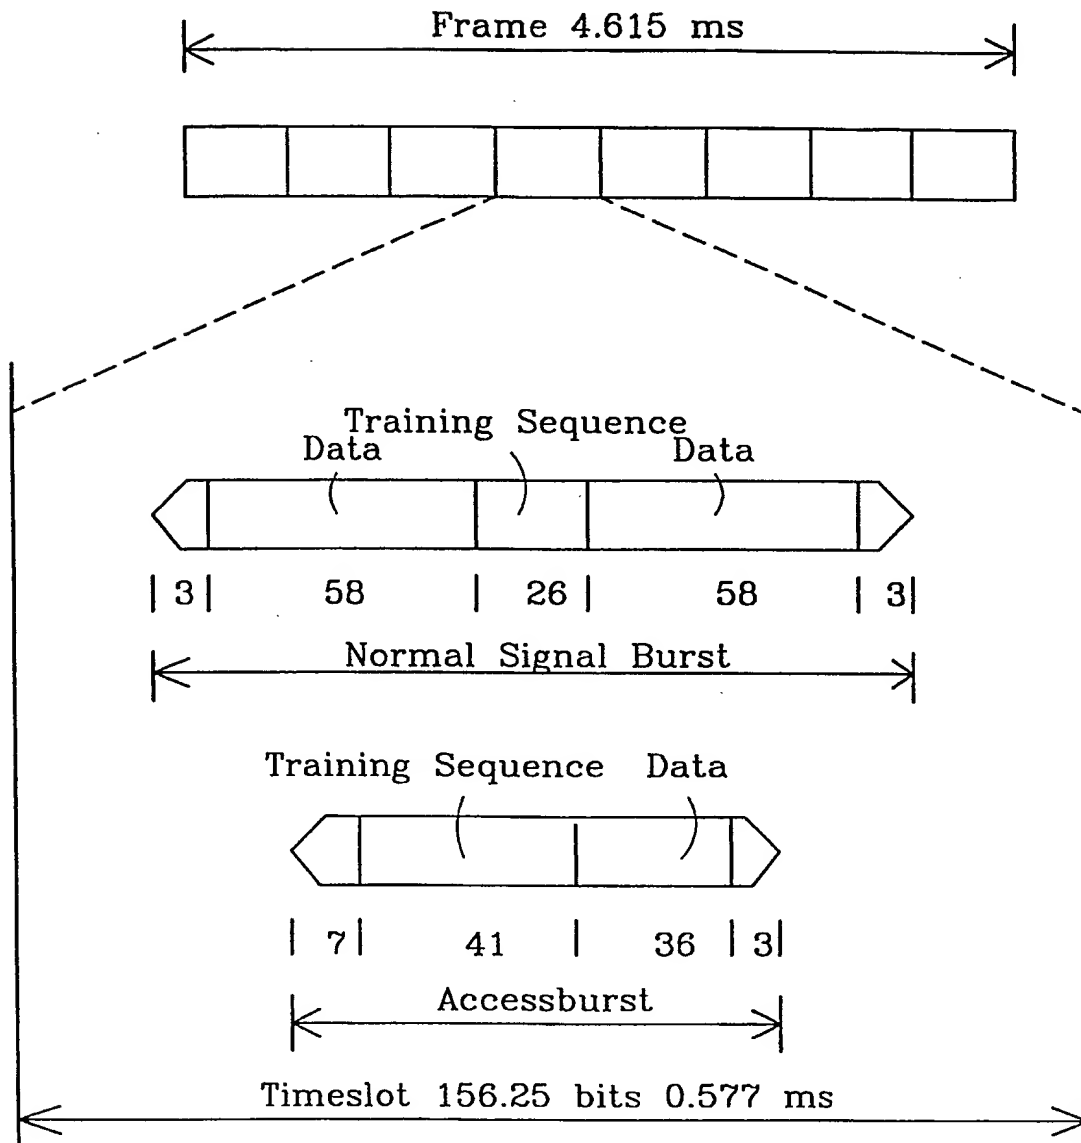 Frame 4.615 ms
Training Sequence
Data Data
3 58 26 58 3
Normal Signal Burst
Training Sequence Data
7 41 36 3
Accessburst
Timeslot 156.25 bits 0.577 ms